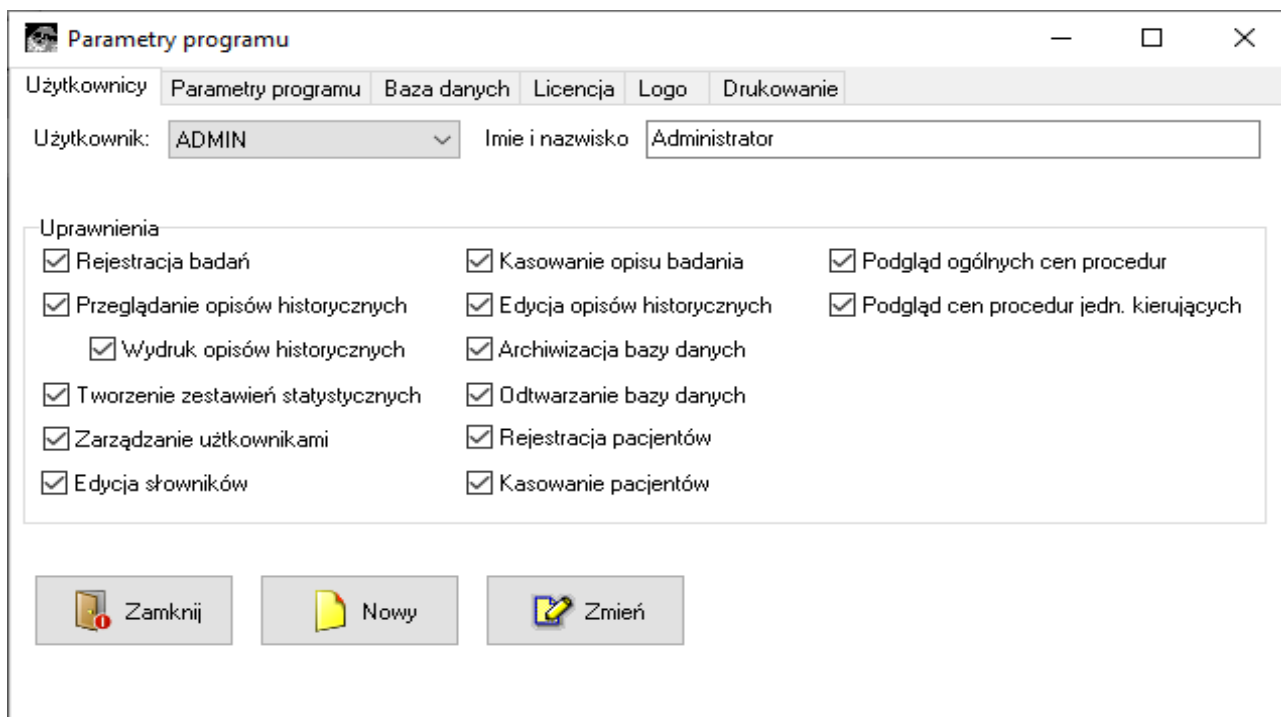 Parametry programu
Użytkownicy Parametry programu Baza danych Licencja Logo Drukowanie
Użytkownik: ADMIN Imie i nazwisko Administrator
Uprawnienia
Rejestracja badań Kasowanie opisu badania Podgląd ogólnych cen procedur
Przeglądanie opisów historycznych Edycja opisów historycznych Podgląd cen procedur jedn. kierujących
Wydruk opisów historycznych Archiwizacja bazy danych
Tworzenie zestawień statystycznych Odtwarzanie bazy danych
Zarządzanie użtkownikami Rejestracja pacjentów
Edycja słowników Kasowanie pacjentów
Zamknij Nowy Zmień